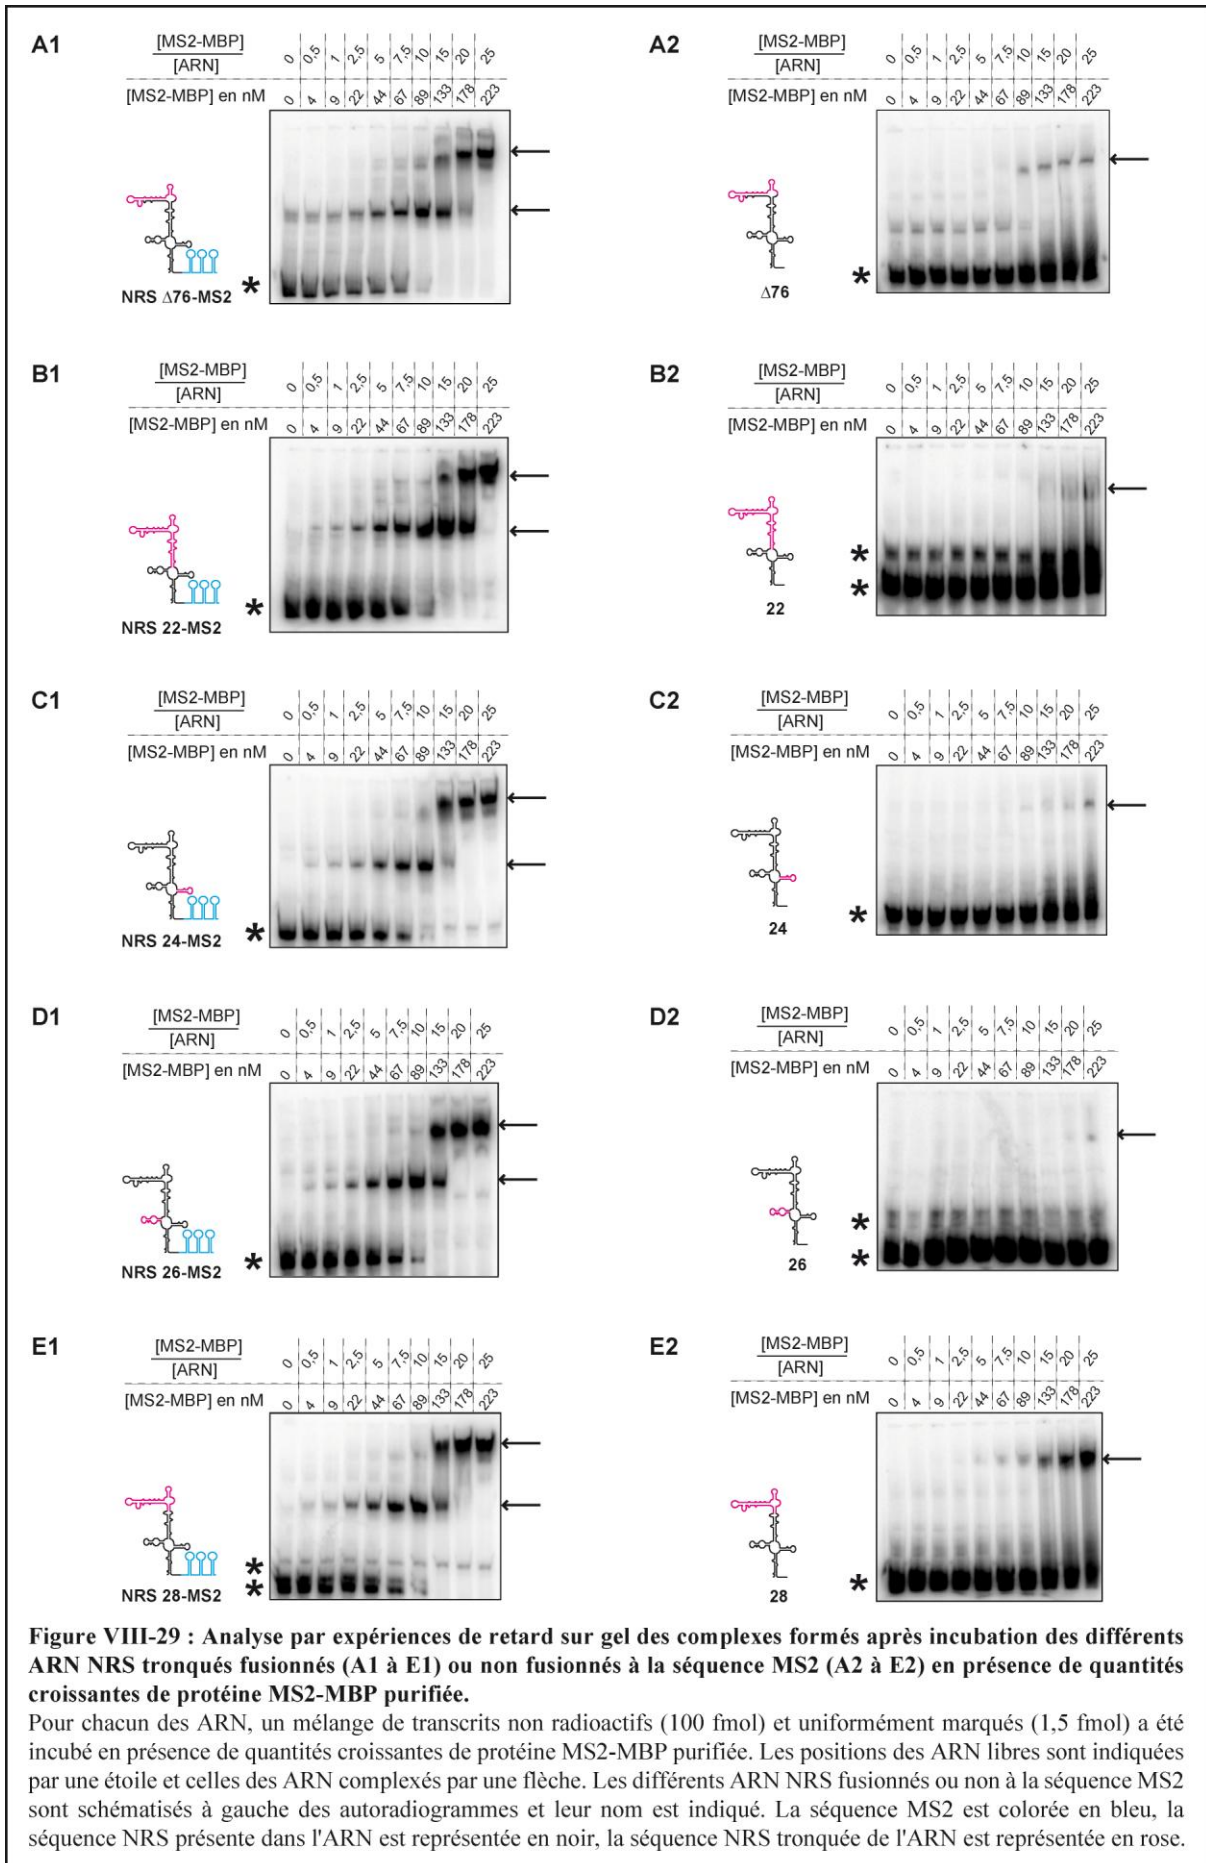 A1
[MS2-MBP]
[ARN]
0 0,5 1 2,5 5 7,5 10 15 20 25
[MS2-MBP] en nM
0 4 9 22 44 67 89 133 178 223
NRS Δ76-MS2
*
A2
[MS2-MBP]
[ARN]
0 0,5 1 2,5 5 7,5 10 15 20 25
[MS2-MBP] en nM
0 4 9 22 44 67 89 133 178 223
Δ76
*
B1
[MS2-MBP]
[ARN]
0 0,5 1 2,5 5 7,5 10 15 20 25
[MS2-MBP] en nM
0 4 9 22 44 67 89 133 178 223
NRS 22-MS2
*
B2
[MS2-MBP]
[ARN]
0 0,5 1 2,5 5 7,5 10 15 20 25
[MS2-MBP] en nM
0 4 9 22 44 67 89 133 178 223
22
*
*
C1
[MS2-MBP]
[ARN]
0 0,5 1 2,5 5 7,5 10 15 20 25
[MS2-MBP] en nM
0 4 9 22 44 67 89 133 178 223
NRS 24-MS2
*
C2
[MS2-MBP]
[ARN]
0 0,5 1 2,5 5 7,5 10 15 20 25
[MS2-MBP] en nM
0 4 9 22 44 67 89 133 178 223
24
*
D1
[MS2-MBP]
[ARN]
0 0,5 1 2,5 5 7,5 10 15 20 25
[MS2-MBP] en nM
0 4 9 22 44 67 89 133 178 223
NRS 26-MS2
*
D2
[MS2-MBP]
[ARN]
0 0,5 1 2,5 5 7,5 10 15 20 25
[MS2-MBP] en nM
0 4 9 22 44 67 89 133 178 223
26
*
*
E1
[MS2-MBP]
[ARN]
0 0,5 1 2,5 5 7,5 10 15 20 25
[MS2-MBP] en nM
0 4 9 22 44 67 89 133 178 223
NRS 28-MS2
*
*
E2
[MS2-MBP]
[ARN]
0 0,5 1 2,5 5 7,5 10 15 20 25
[MS2-MBP] en nM
0 4 9 22 44 67 89 133 178 223
28
*
Figure VIII-29 : Analyse par expériences de retard sur gel des complexes formés après incubation des différents
ARN NRS tronqués fusionnés (A1 à E1) ou non fusionnés à la séquence MS2 (A2 à E2) en présence de quantités
croissantes de protéine MS2-MBP purifiée.
Pour chacun des ARN, un mélange de transcrits non radioactifs (100 fmol) et uniformément marqués (1,5 fmol) a été
incubé en présence de quantités croissantes de protéine MS2-MBP purifiée. Les positions des ARN libres sont indiquées
par une étoile et celles des ARN complexés par une flèche. Les différents ARN NRS fusionnés ou non à la séquence MS2
sont schématisés à gauche des autoradiogrammes et leur nom est indiqué. La séquence MS2 est colorée en bleu, la
séquence NRS présente dans l'ARN est représentée en noir, la séquence NRS tronquée de l'ARN est représentée en rose.